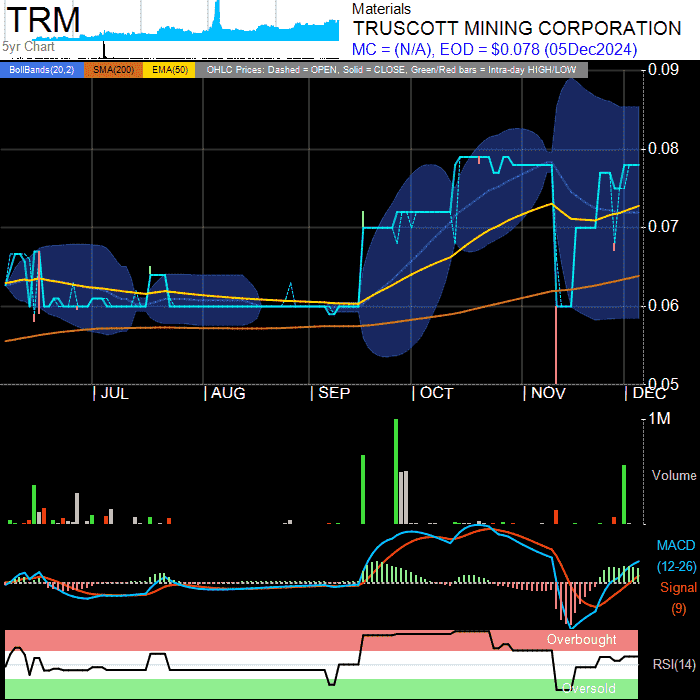 TRM
5yr Chart
Materials
TRUSCOTT MINING CORPORATION
MC = (N/A), EOD = $0.078 (05Dec2024)
BollBands(20,2) SMA(200) EMA(50) OHLC Prices: Dashed = OPEN, Solid = CLOSE, Green/Red bars = Intra-day HIGH/LOW
0.09
0.08
0.07
0.06
0.05
| JUL | AUG | SEP | OCT | NOV | DEC
1M
Volume
MACD
(12-26)
Signal
(9)
Overbought
RSI(14)
Oversold